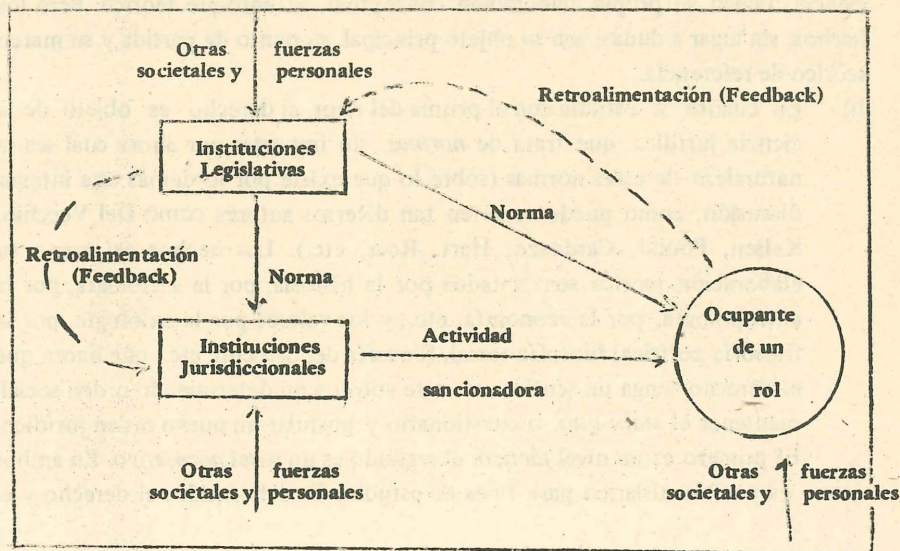 Otras fuerzas
societales y personales
Retroalimentación (Feedback)
Instituciones
Legislativas
Norma
Retroalimentación
(Feedback)
Norma
Ocupante
de un
rol
Instituciones
Jurisdiccionales
Actividad
sancionadora
Otras fuerzas
societales y personales
Otras fuerzas
societales y personales